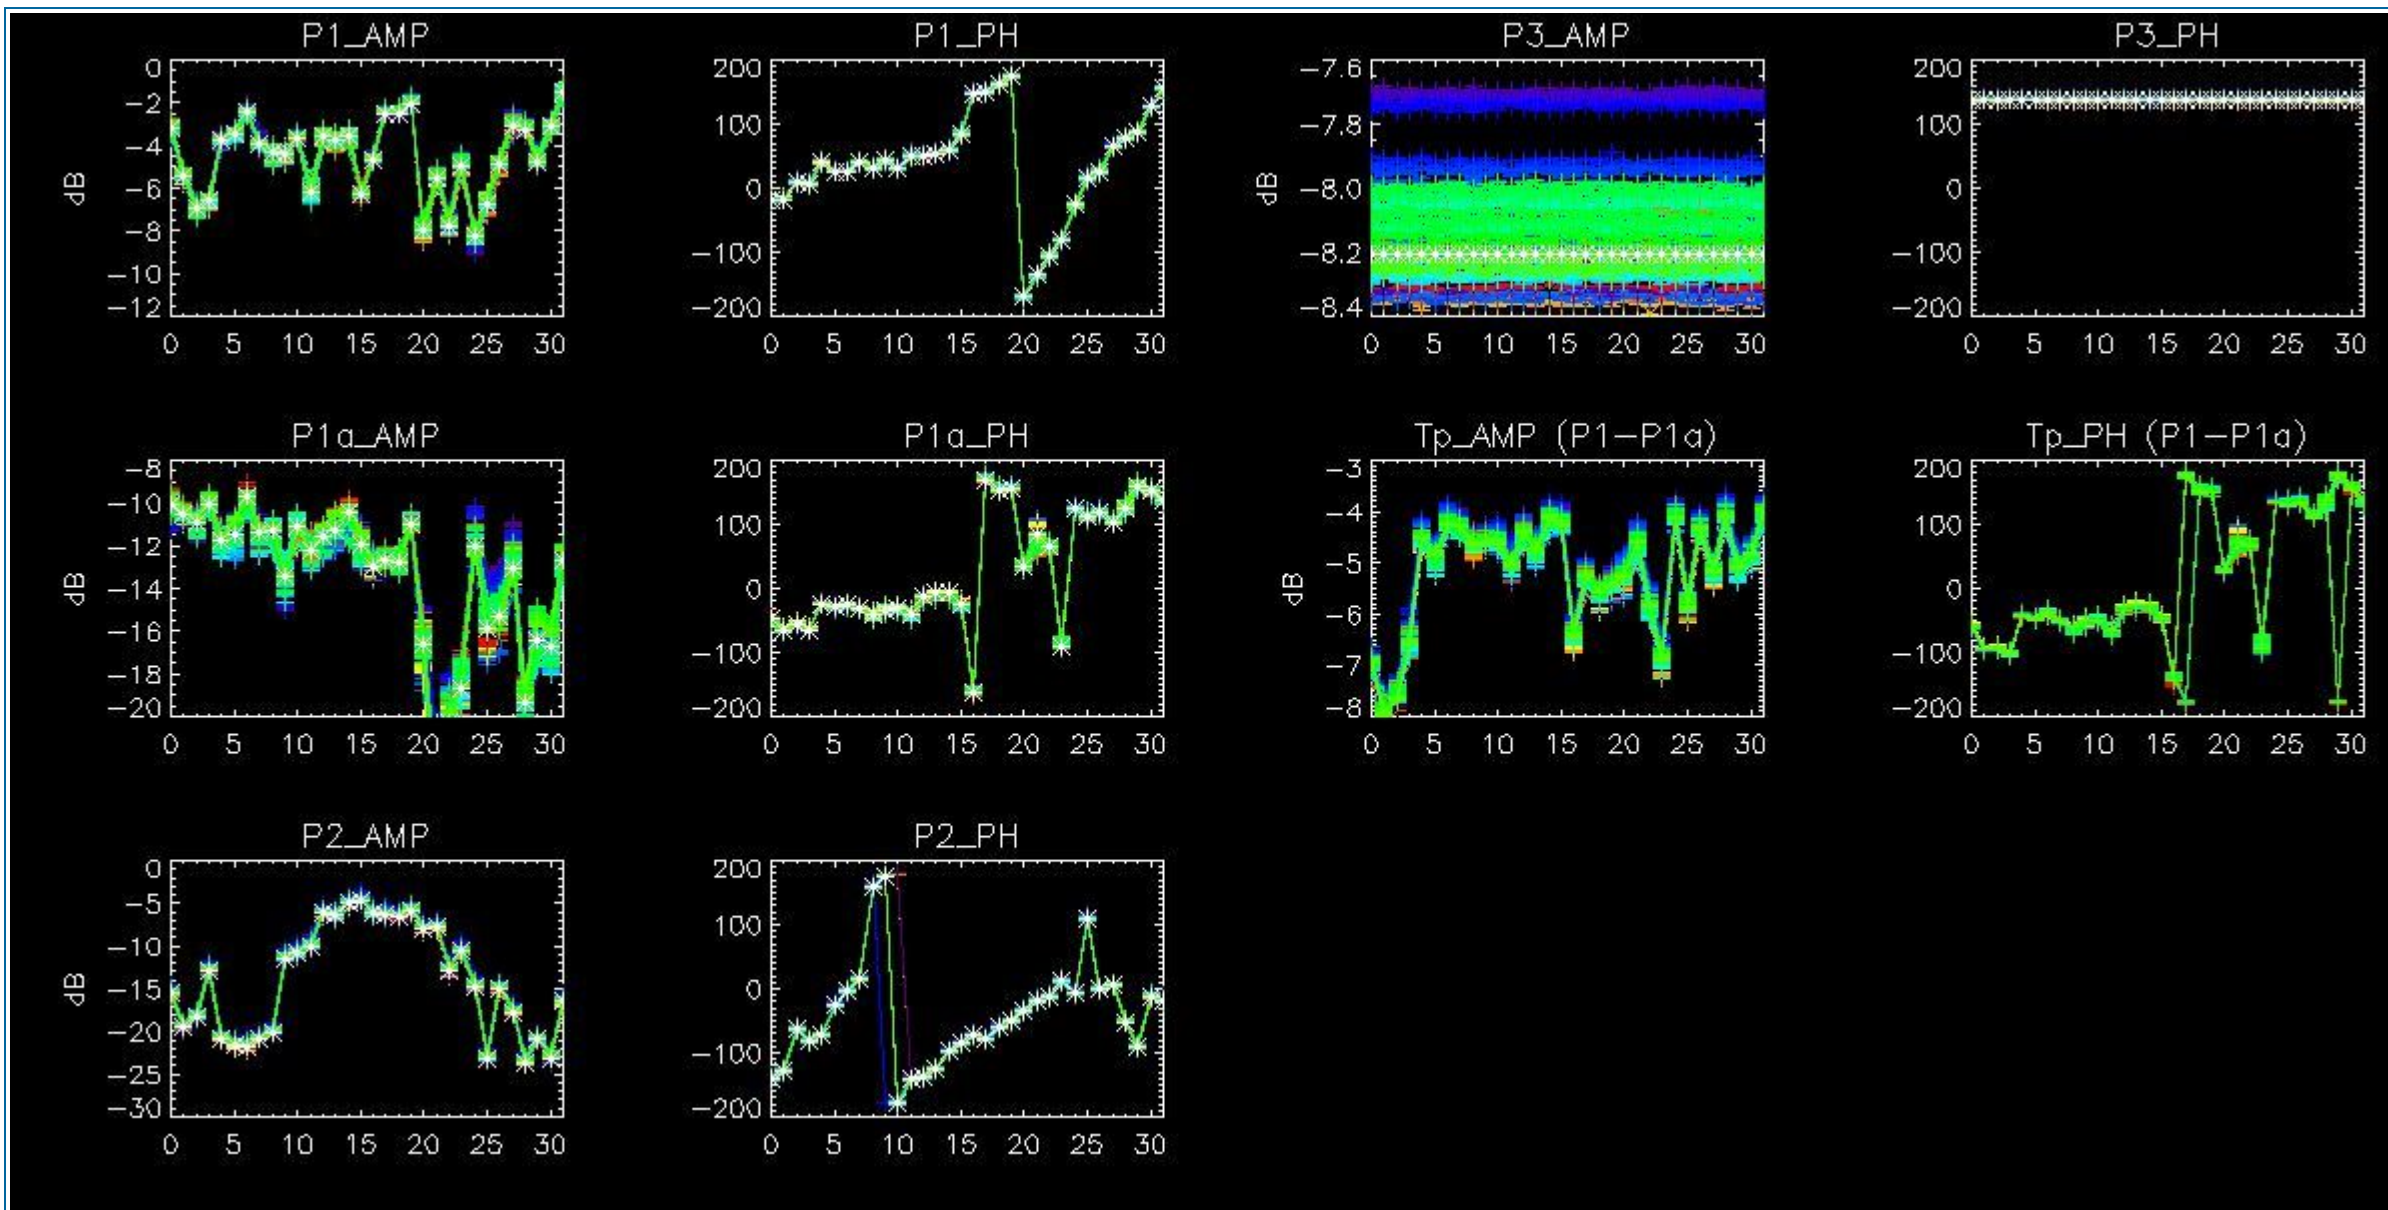 P1_AMP
0
−2
−4
−6
−8
−10
−12
dB
0 5 10 15 20 25 30
P1_PH
200
100
0
−100
−200
0 5 10 15 20 25 30
P3_AMP
−7.6
−7.8
−8.0
−8.2
−8.4
dB
0 5 10 15 20 25 30
P3_PH
200
100
0
−100
−200
0 5 10 15 20 25 30
P1a_AMP
−8
−10
−12
−14
−16
−18
−20
dB
0 5 10 15 20 25 30
P1a_PH
200
100
0
−100
−200
0 5 10 15 20 25 30
Tp_AMP (P1−P1a)
−3
−4
−5
−6
−7
−8
dB
0 5 10 15 20 25 30
Tp_PH (P1−P1a)
200
100
0
−100
−200
0 5 10 15 20 25 30
P2_AMP
0
−5
−10
−15
−20
−25
−30
dB
0 5 10 15 20 25 30
P2_PH
200
100
0
−100
−200
0 5 10 15 20 25 30